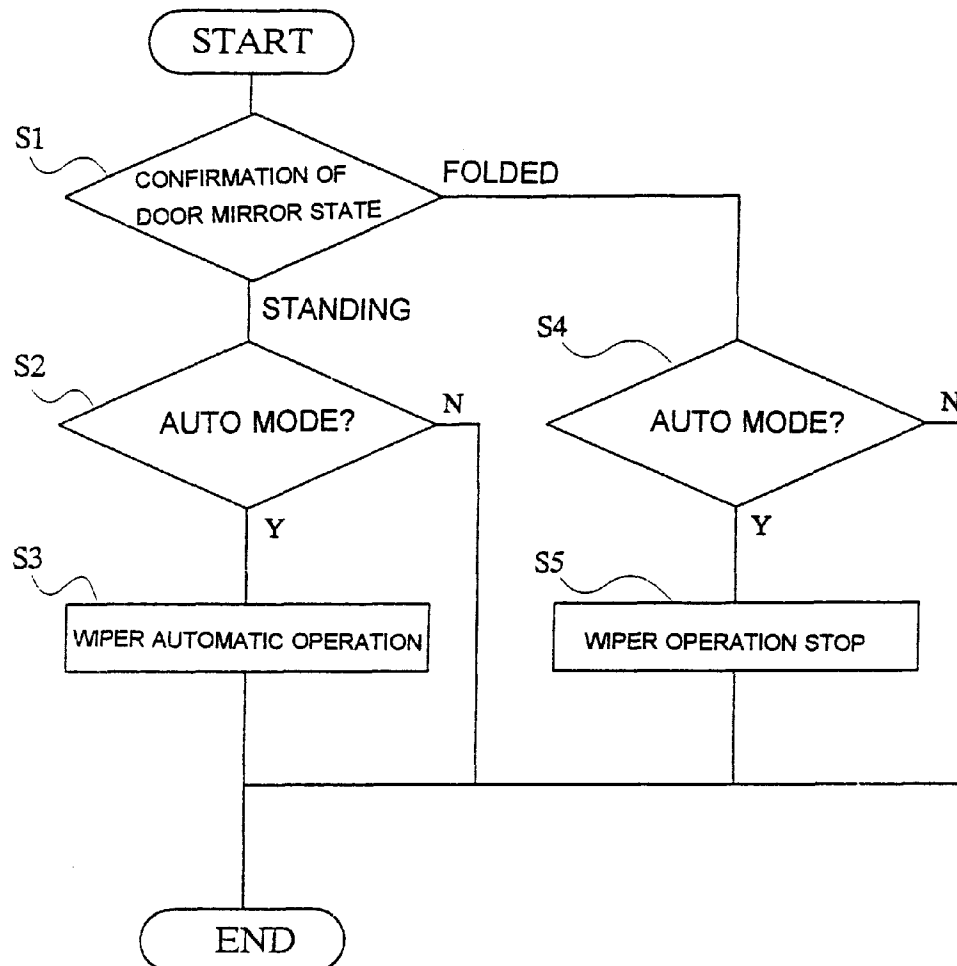 START
S1
CONFIRMATION OF
DOOR MIRROR STATE
FOLDED
STANDING
S2
AUTO MODE?
N
Y
S3
WIPER AUTOMATIC OPERATION
S4
AUTO MODE?
N
Y
S5
WIPER OPERATION STOP
END